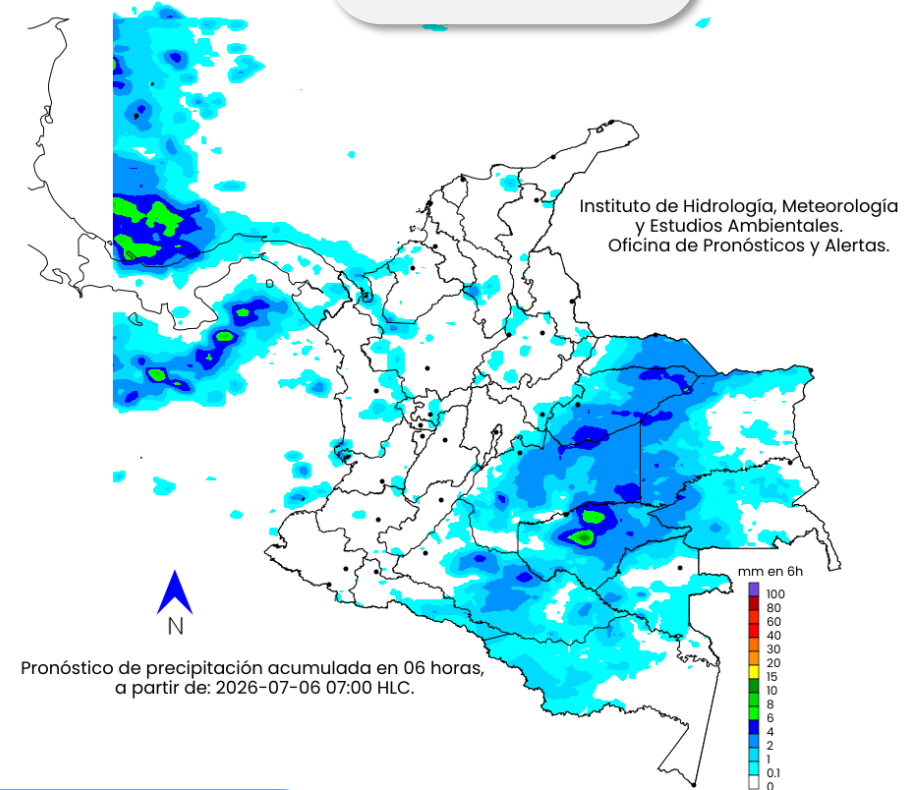 Instituto de Hidrología, Meteorología
y Estudios Ambientales.
Oficina de Pronósticos y Alertas.
mm en 6h
100
80
60
40
30
20
15
10
8
6
4
2
1
0.1
0
N
Pronóstico de precipitación acumulada en 06 horas,
a partir de: 2026-07-06 07:00 HLC.